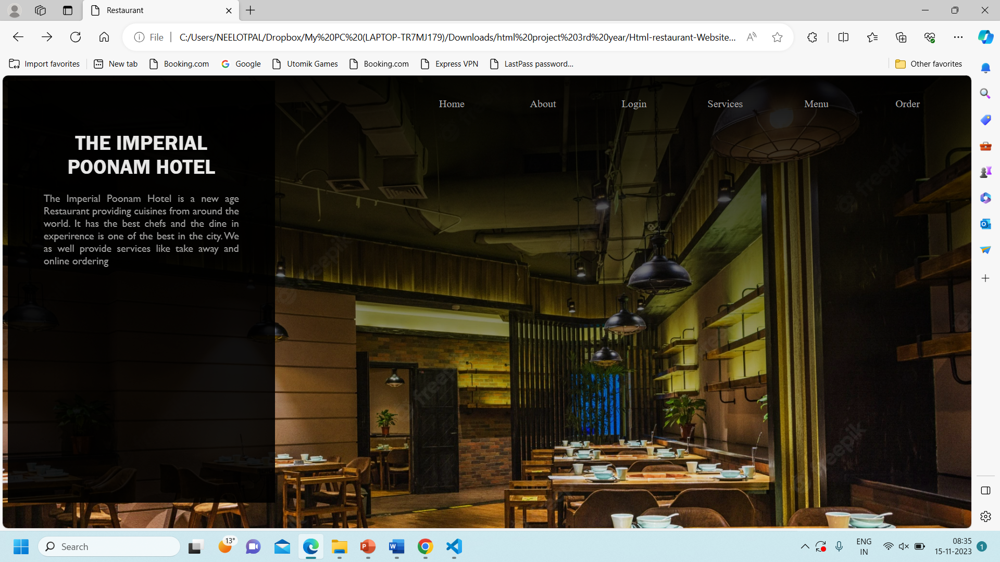 Restaurant
File
C:/Users/NEELOTPAL/Dropbox/My%20PC%20(LAPTOP-TR7MJ179)/Downloads/html%20project%203rd%20year/Html-restaurant-Website...
Import favorites
New tab
Booking.com
Google
Utomik Games
Booking.com
Express VPN
LastPass password...
Other favorites
Home
About
Login
Services
Menu
Order
THE IMPERIAL
POONAM HOTEL
The Imperial Poonam Hotel is a new age
Restaurant providing cuisines from around the
world. It has the best chefs and the dine in
experirence is one of the best in the city.We
as well provide services like take away and
online ordering
freepik
freepik
freepik
freepik
Search
13°
ENG
IN
08:35
15-11-2023
1